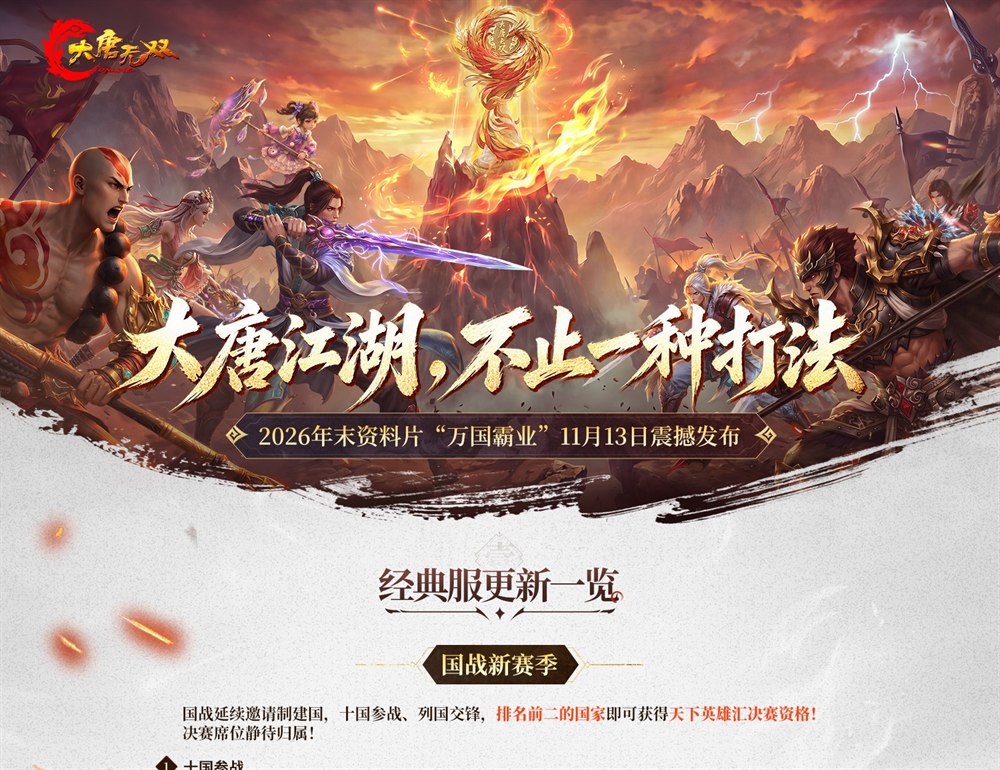 大唐无双
大唐江湖，不止一种打法
2026年末资料片“万国霸业”11月13日震撼发布
经典服更新一览
国战新赛季
国战延续邀请制建国，十国参战、列国交锋，排名前二的国家即可获得天下英雄汇决赛资格！
决赛席位静待归属！
1 十国参战